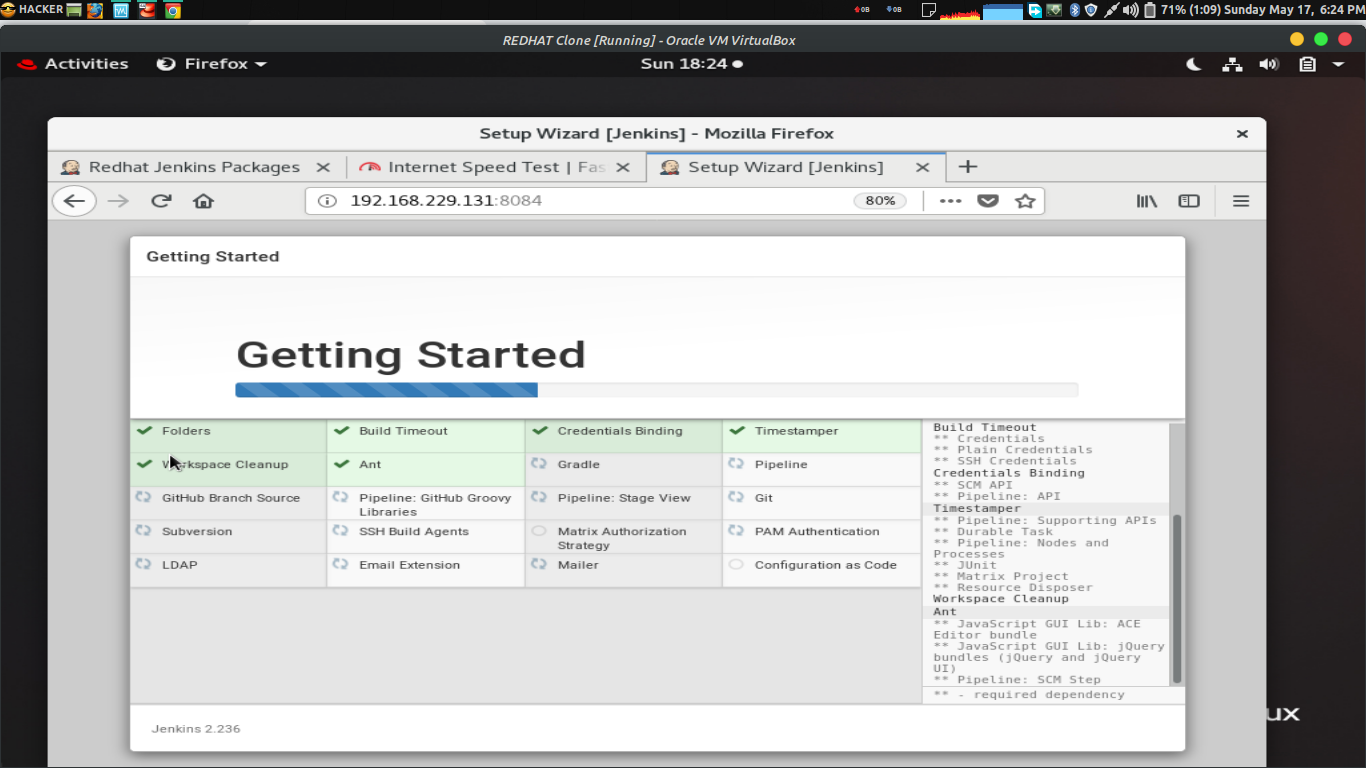 HACKER
0B
0B
71% (1:09) Sunday May 17, 6:24 PM
REDHAT Clone [Running] - Oracle VM VirtualBox
Activities
Firefox
Sun 18:24
Setup Wizard [Jenkins] - Mozilla Firefox
Redhat Jenkins Packages
Internet Speed Test | Fas
Setup Wizard [Jenkins]
192.168.229.131:8084
80%
Getting Started
Getting Started
Folders
Build Timeout
Credentials Binding
Timestamper
Workspace Cleanup
Ant
Gradle
Pipeline
GitHub Branch Source
Pipeline: GitHub Groovy
Libraries
Pipeline: Stage View
Git
Subversion
SSH Build Agents
Matrix Authorization
Strategy
PAM Authentication
LDAP
Email Extension
Mailer
Configuration as Code
Build Timeout
** Credentials
** Plain Credentials
** SSH Credentials
Credentials Binding
** SCM API
** Pipeline: API
Timestamper
** Pipeline: Supporting APIs
** Durable Task
** Pipeline: Nodes and
Processes
** JUnit
** Matrix Project
** Resource Disposer
Workspace Cleanup
Ant
** JavaScript GUI Lib: ACE
Editor bundle
** JavaScript GUI Lib: jQuery
bundles (jQuery and jQuery
UI)
** Pipeline: SCM Step
** - required dependency
Jenkins 2.236
ux